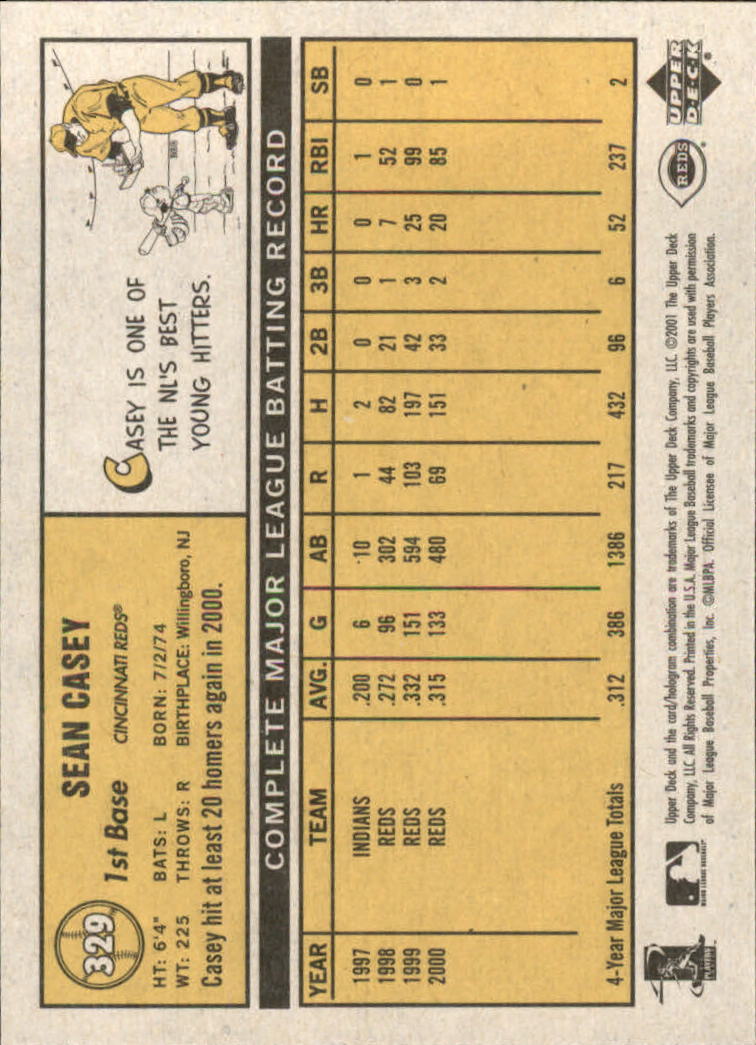 329
SEAN CASEY
1st Base CINCINNATI REDS®
HT: 6'4" BATS: L BORN: 7/2/74
WT: 225 THROWS: R BIRTHPLACE: Willingboro, NJ
Casey hit at least 20 homers again in 2000.
CASEY IS ONE OF
THE NL'S BEST
YOUNG HITTERS.
COMPLETE MAJOR LEAGUE BATTING RECORD
YEAR TEAM AVG. G AB R H 2B 3B HR RBI SB
1997 INDIANS .200 6 10 1 2 0 0 0 1 0
1998 REDS .272 96 302 44 82 21 1 7 52 1
1999 REDS .332 151 594 103 197 42 3 25 99 0
2000 REDS .315 133 480 69 151 33 2 20 85 1
4-Year Major League Totals .312 386 1386 217 432 96 6 52 237 2
PLAYERS
MAJOR LEAGUE BASEBALL
Upper Deck and the card/hologram combination are trademarks of The Upper Deck Company, LLC. ©2001 The Upper Deck
Company, LLC. All Rights Reserved. Printed in the U.S.A. Major League Baseball trademarks and copyrights are used with permission
of Major League Baseball Properties, Inc. ©MLBPA. Official Licensee of Major League Baseball Players Association.
REDS
UPPER
DECK®